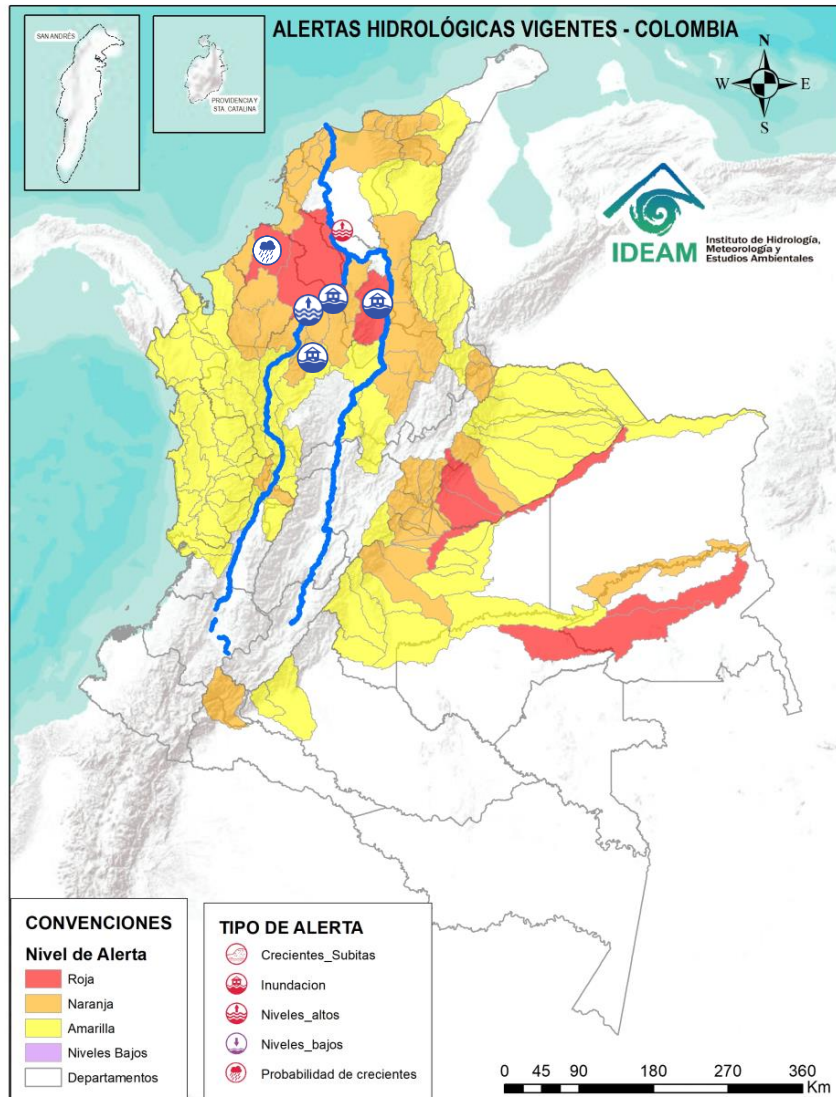 ALERTAS HIDROLÓGICAS VIGENTES - COLOMBIA
SAN ANDRÉS
PROVIDENCIA Y
STA. CATALINA
N
W
E
S
IDEAM
Instituto de Hidrología,
Meteorología y
Estudios Ambientales
CONVENCIONES
Nivel de Alerta
Roja
Naranja
Amarilla
Niveles Bajos
Departamentos
TIPO DE ALERTA
Crecientes_Subitas
Inundacion
Niveles_altos
Niveles_bajos
Probabilidad de crecientes
0 45 90 180 270 360
Km